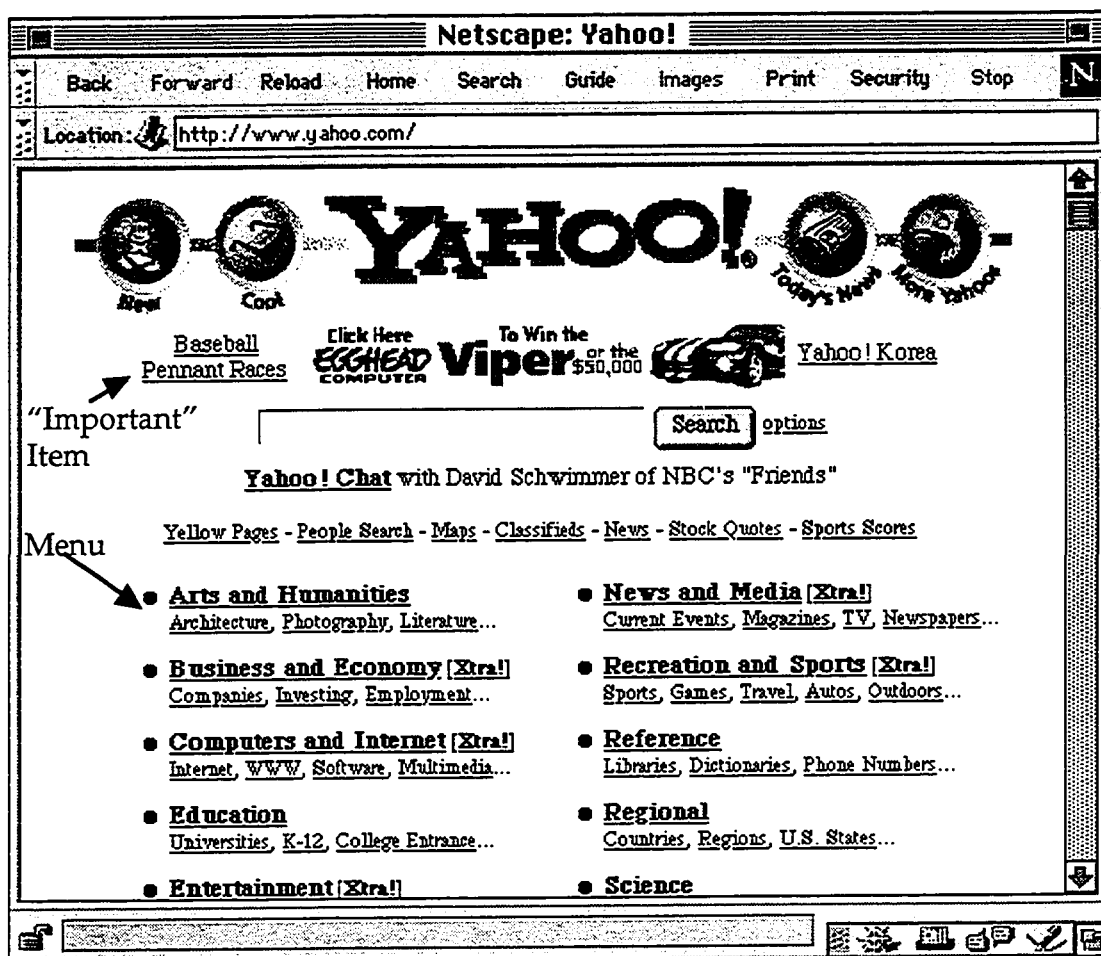 Netscape: Yahoo!
Back Forward Reload Home Search Guide Images Print Security Stop N
Location: http://www.yahoo.com/
YAHOO!®
New Cool Today's News More Yahoos
Baseball
Pennant Races
Click Here
EGGHEAD
COMPUTER
To Win the
Viper or the
$50,000
Yahoo! Korea
"Important"
Item
Search options
Yahoo! Chat with David Schwimmer of NBC's "Friends"
Yellow Pages - People Search - Maps - Classifieds - News - Stock Quotes - Sports Scores
Menu
Arts and Humanities
Architecture, Photography, Literature...
Business and Economy [Xtra!]
Companies, Investing, Employment...
Computers and Internet [Xtra!]
Internet, WWW, Software, Multimedia...
Education
Universities, K-12, College Entrance...
Entertainment [Xtra!]
News and Media [Xtra!]
Current Events, Magazines, TV, Newspapers...
Recreation and Sports [Xtra!]
Sports, Games, Travel, Autos, Outdoors...
Reference
Libraries, Dictionaries, Phone Numbers...
Regional
Countries, Regions, U.S. States...
Science